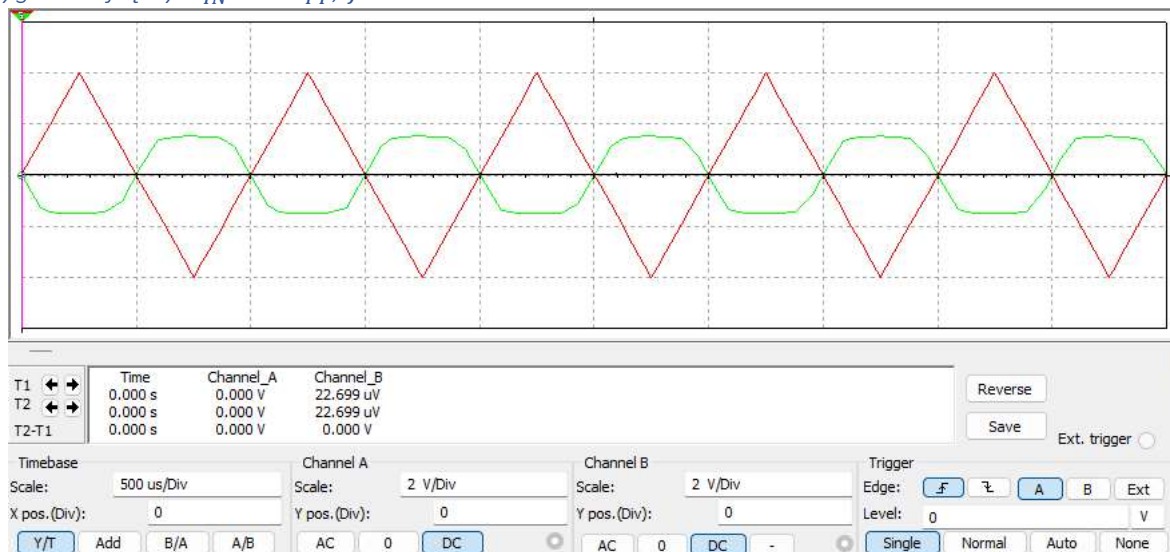 T1
T2
T2-T1
Time Channel_A Channel_B
0.000 s 0.000 V 22.699 uV
0.000 s 0.000 V 22.699 uV
0.000 s 0.000 V 0.000 V
Reverse
Save
Ext. trigger
Timebase
Scale: 500 us/Div
X pos.(Div): 0
Y/T Add B/A A/B
Channel A
Scale: 2 V/Div
Y pos.(Div): 0
AC 0 DC
Channel B
Scale: 2 V/Div
Y pos.(Div): 0
AC 0 DC -
Trigger
Edge: A B Ext
Level: 0 V
Single Normal Auto None